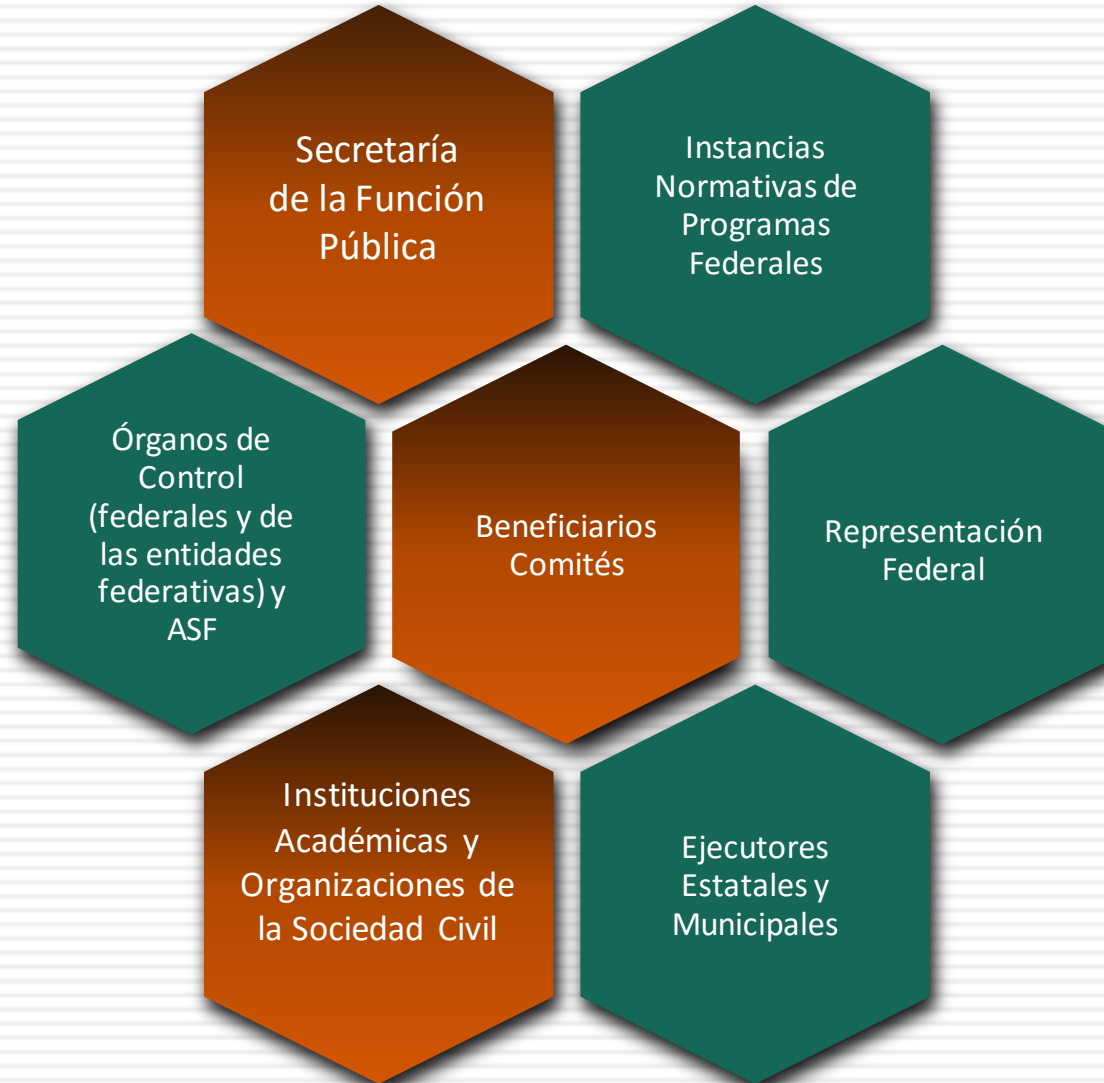 Secretaría
de la Función
Pública
Instancias
Normativas de
Programas
Federales
Órganos de
Control
(federales y de
las entidades
federativas) y
ASF
Beneficiarios
Comités
Representación
Federal
Instituciones
Académicas y
Organizaciones de
la Sociedad Civil
Ejecutores
Estatales y
Municipales